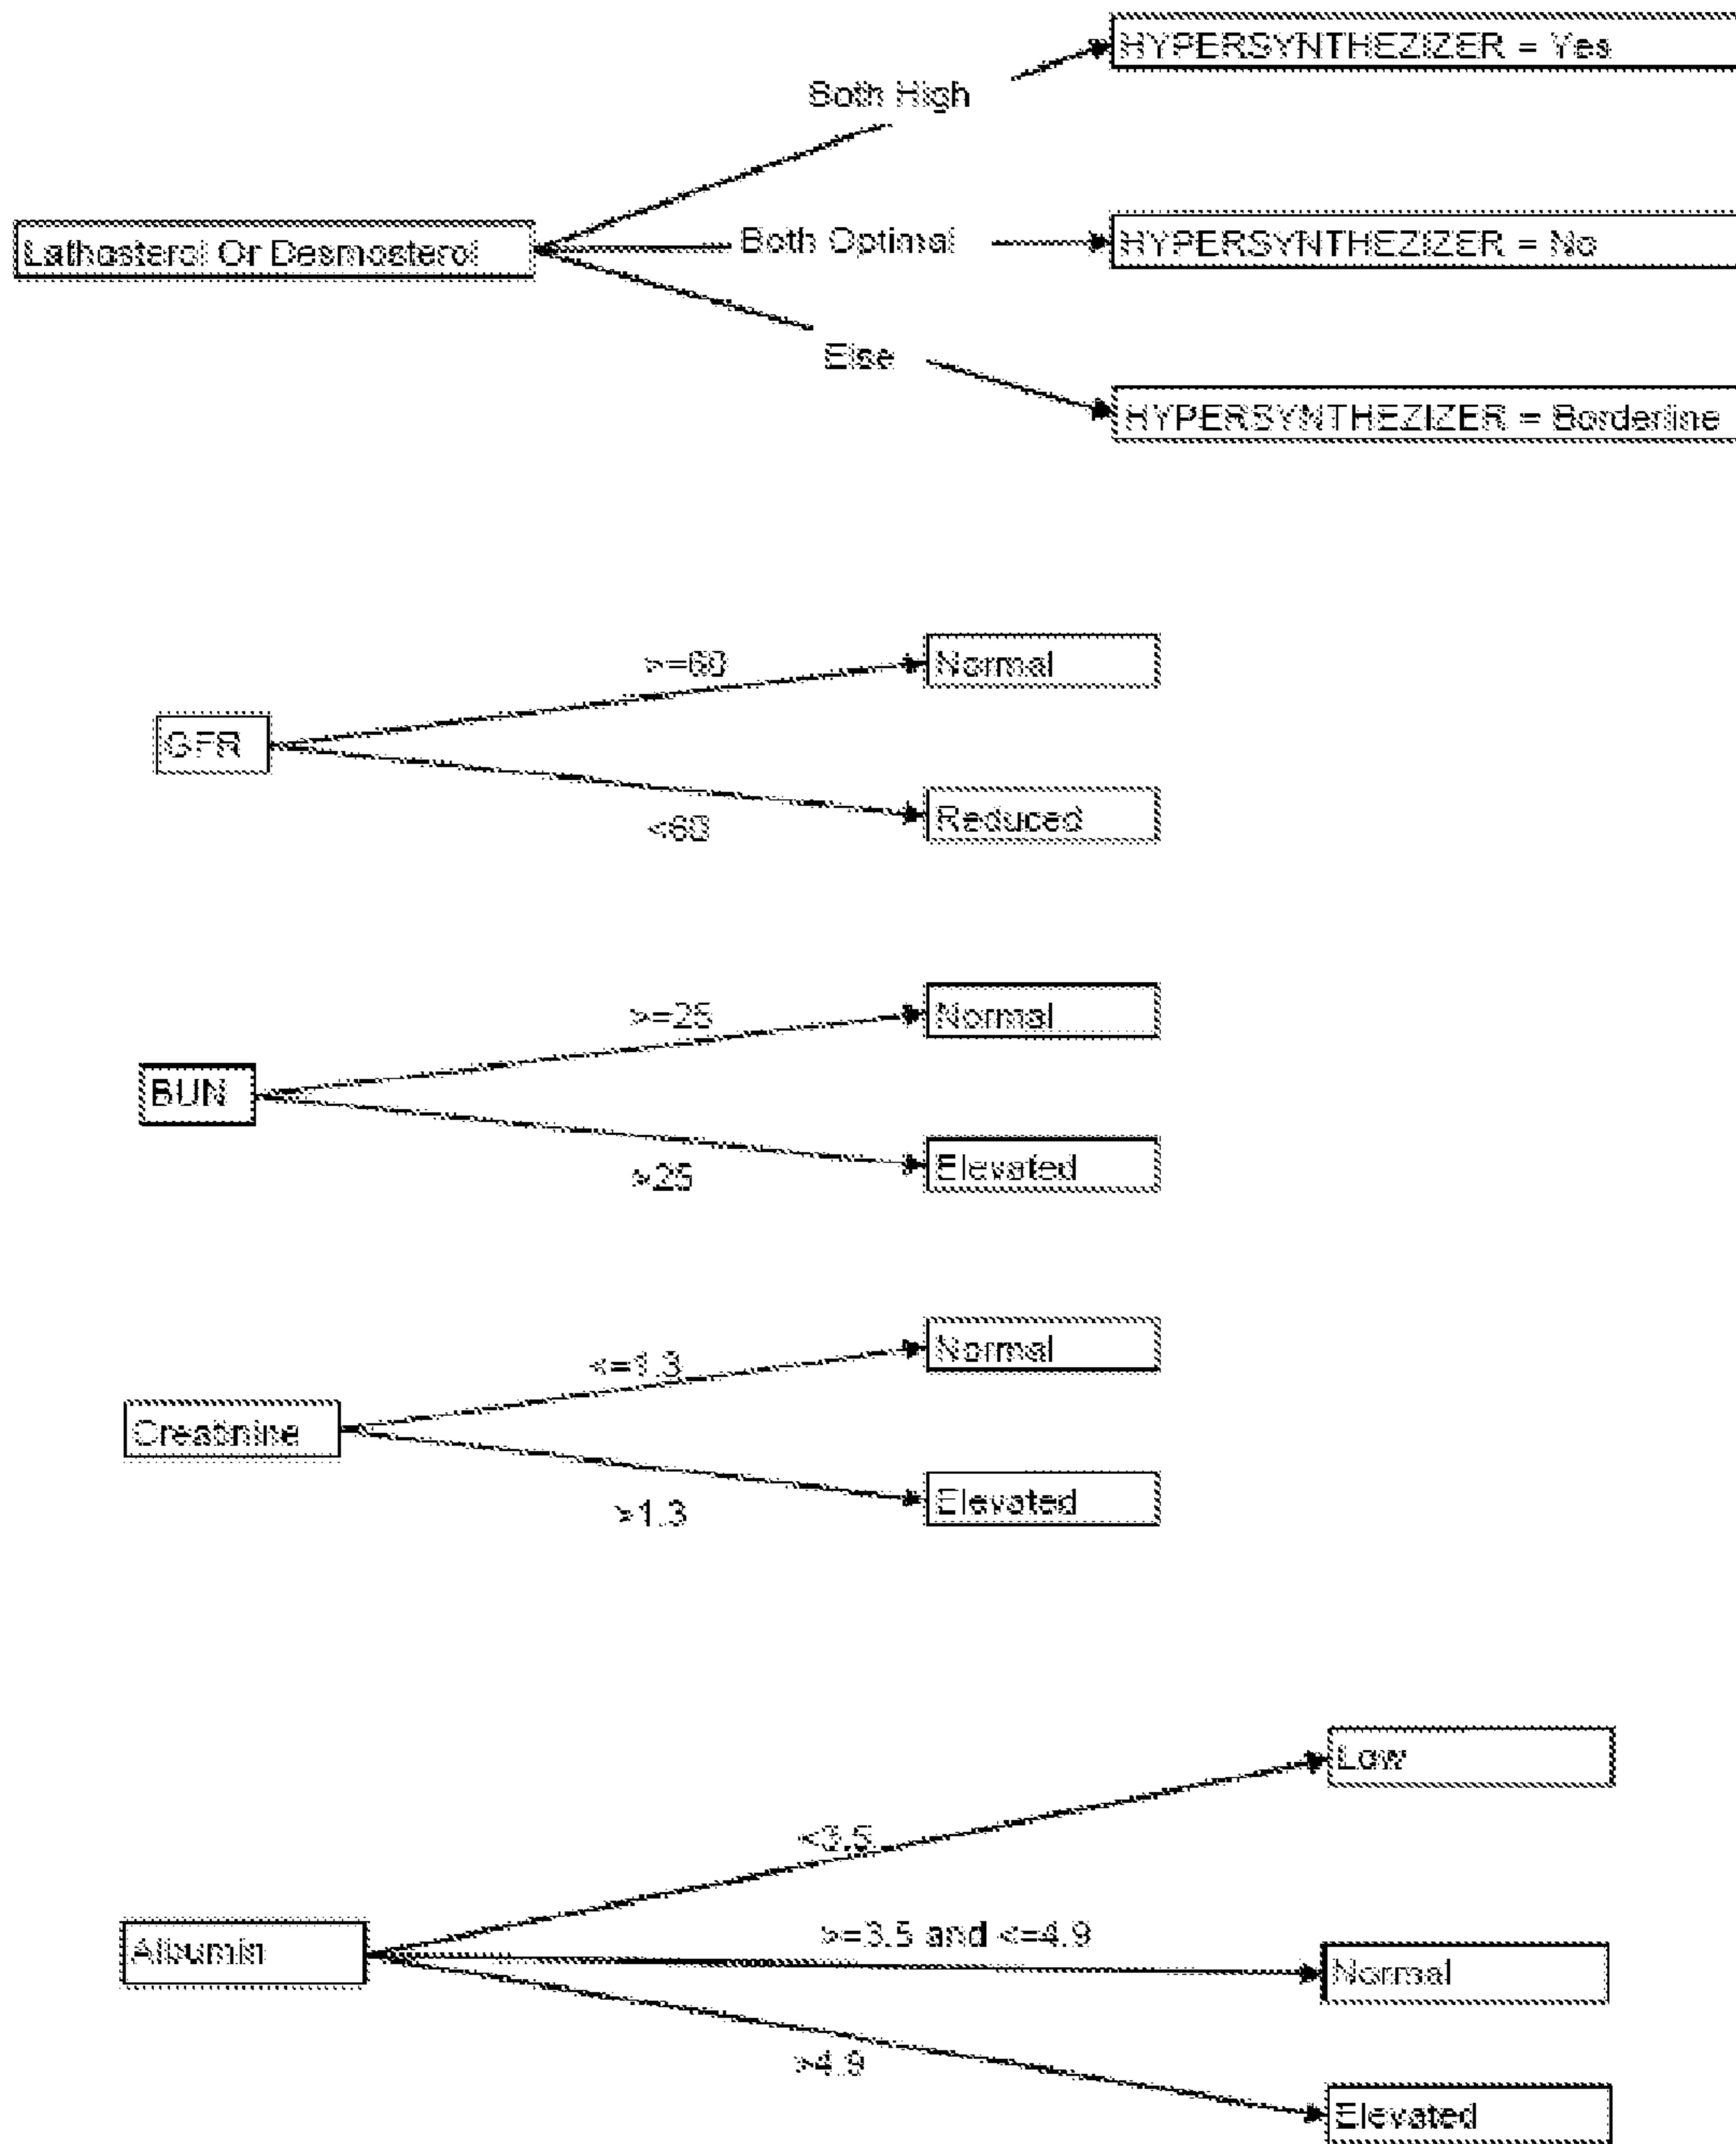 HYPERSYNTHEZIZER = Yes
Both High
Lathosterol Or Desmosterol
Both Optimal
HYPERSYNTHEZIZER = No
Else
HYPERSYNTHEZIZER = Borderline
>=60
Normal
GFR
<60
Reduced
>=25
Normal
BUN
>25
Elevated
<=1.3
Normal
Creatinine
>1.3
Elevated
Low
<3.5
Albumin
>=3.5 and <=4.9
Normal
>4.9
Elevated